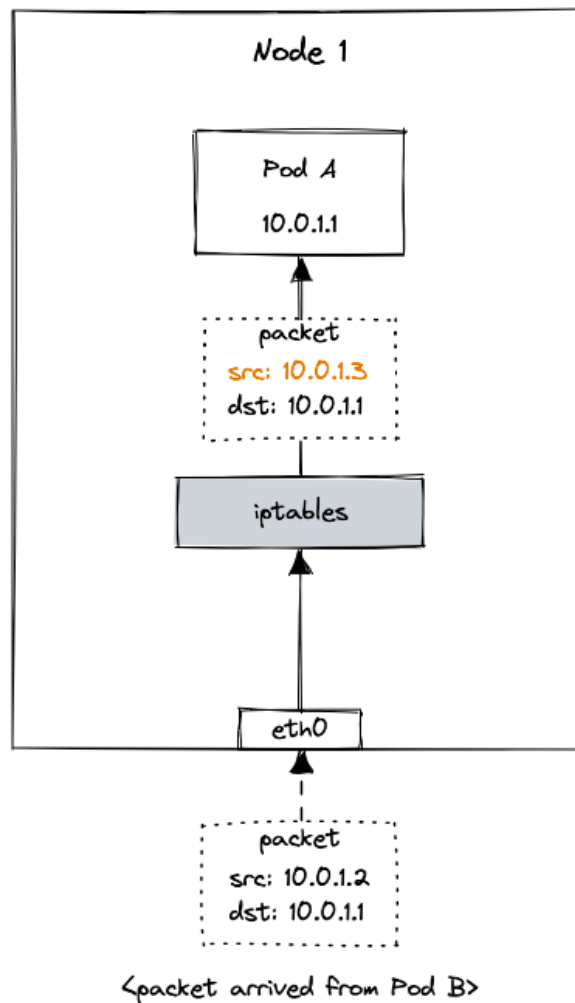 Node 1
Pod A
10.0.1.1
packet
src: 10.0.1.3
dst: 10.0.1.1
iptables
eth0
packet
src: 10.0.1.2
dst: 10.0.1.1
<packet arrived from Pod B>